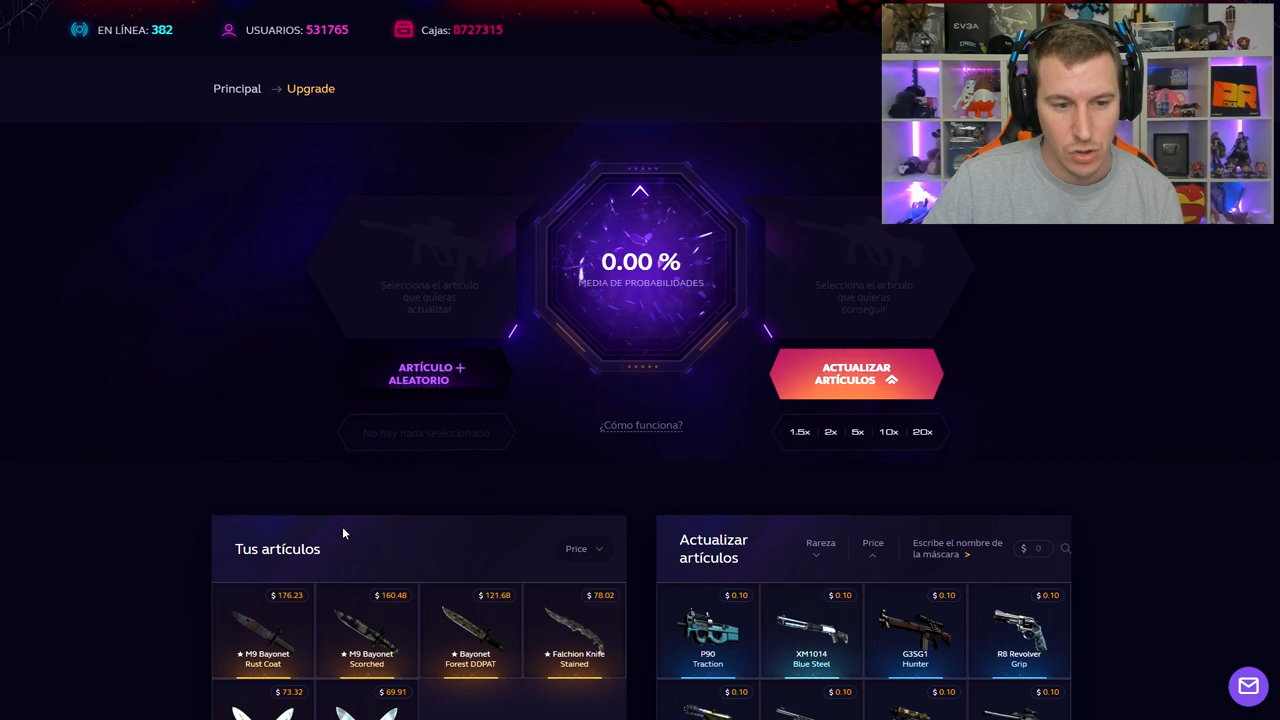 EN LÍNEA: 382
USUARIOS: 531765
Cajas: 8727315
EVGA
Principal → Upgrade
0.00 %
MEDIA DE PROBABILIDADES
Selecciona el artículo
que quieras
actualizar
Selecciona el artículo
que quieras
conseguir
ARTÍCULO +
ALEATORIO
ACTUALIZAR
ARTÍCULOS
No hay nada seleccionado
¿Cómo funciona?
1.5x 2x 5x 10x 20x
Tus artículos
Price
Actualizar
artículos
Rareza
Price
Escribe el nombre de
la máscara >
$ 0
$ 176.23
★ M9 Bayonet
Rust Coat
$ 160.48
★ M9 Bayonet
Scorched
$ 121.68
★ Bayonet
Forest DDPAT
$ 78.02
★ Falchion Knife
Stained
$ 0.10
P90
Traction
$ 0.10
XM1014
Blue Steel
$ 0.10
G3SG1
Hunter
$ 0.10
R8 Revolver
Grip
$ 73.32
$ 69.91
$ 0.10
$ 0.10
$ 0.10
$ 0.10